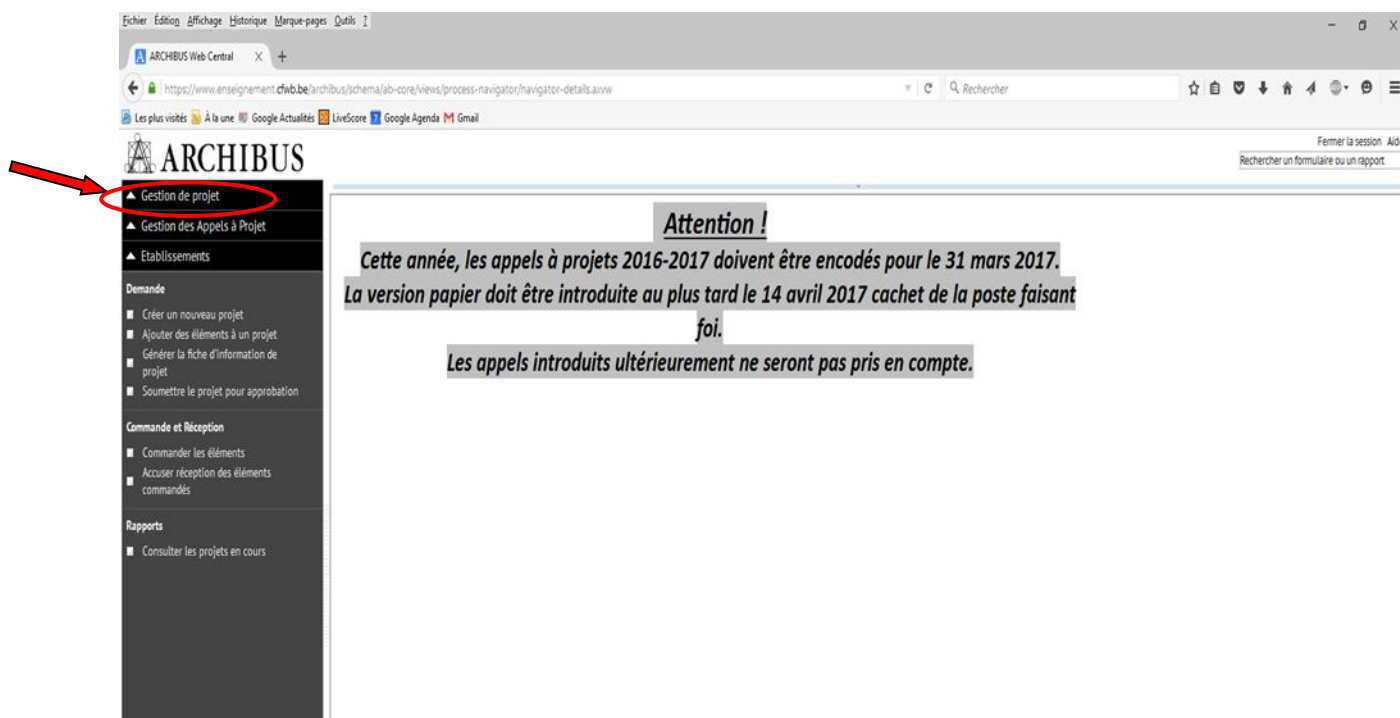 Fichier Édition Affichage Historique Marque-pages Outils ?
ARCHIBUS Web Central
https://www.enseignement.cfwb.be/archibus/schema/ab-core/views/process-navigator/navigator-details.axvw
Rechercher
Les plus visités À la une Google Actualités LiveScore 7 Google Agenda Gmail
ARCHIBUS
Fermer la session Aid
Rechercher un formulaire ou un rapport
Gestion de projet
Gestion des Appels à Projet
Etablissements
Demande
Créer un nouveau projet
Ajouter des éléments à un projet
Générer la fiche d'information de
projet
Soumettre le projet pour approbation
Commande et Réception
Commander les éléments
Accuser réception des éléments
commandés
Rapports
Consulter les projets en cours
Attention !
Cette année, les appels à projets 2016-2017 doivent être encodés pour le 31 mars 2017.
La version papier doit être introduite au plus tard le 14 avril 2017 cachet de la poste faisant
foi.
Les appels introduits ultérieurement ne seront pas pris en compte.